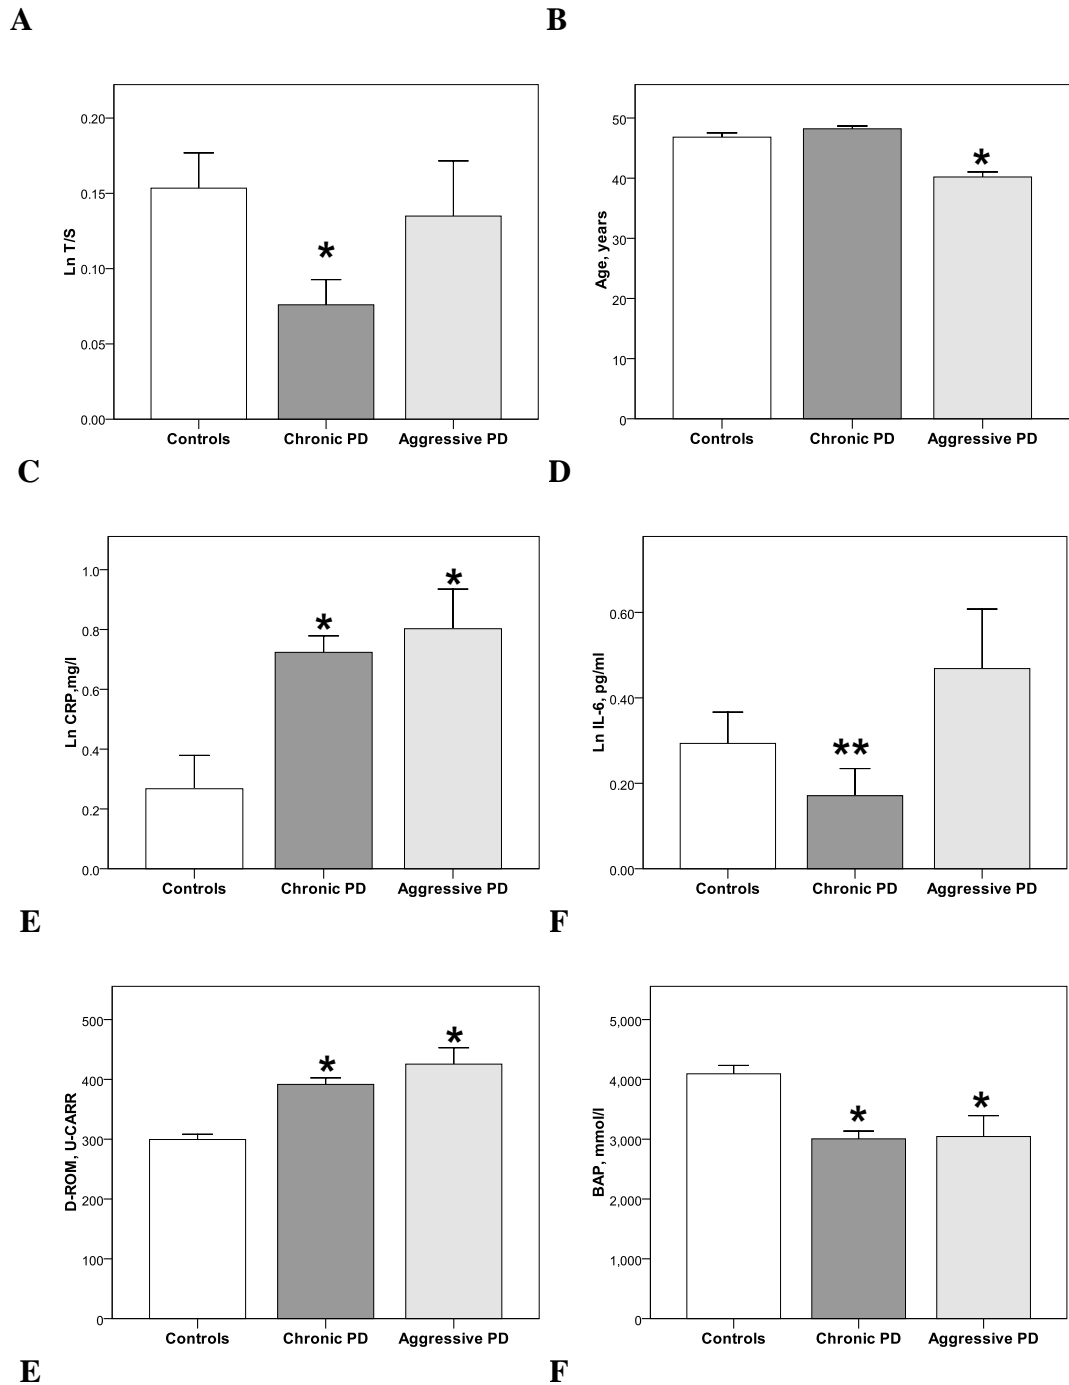 A
B
Ln T/S
0.20
0.15
0.10
0.05
0.00
*
Controls
Chronic PD
Aggressive PD
Age, years
50
40
30
20
10
0
*
Controls
Chronic PD
Aggressive PD
C
D
Ln CRP,mg/l
1.0
0.8
0.6
0.4
0.2
0.0
*
*
Controls
Chronic PD
Aggressive PD
Ln IL-6, pg/ml
0.60
0.40
0.20
0.00
**
Controls
Chronic PD
Aggressive PD
E
F
D-ROM, U-CARR
500
400
300
200
100
0
*
*
Controls
Chronic PD
Aggressive PD
BAP, mmol/l
5,000
4,000
3,000
2,000
1,000
0
*
*
Controls
Chronic PD
Aggressive PD
E
F